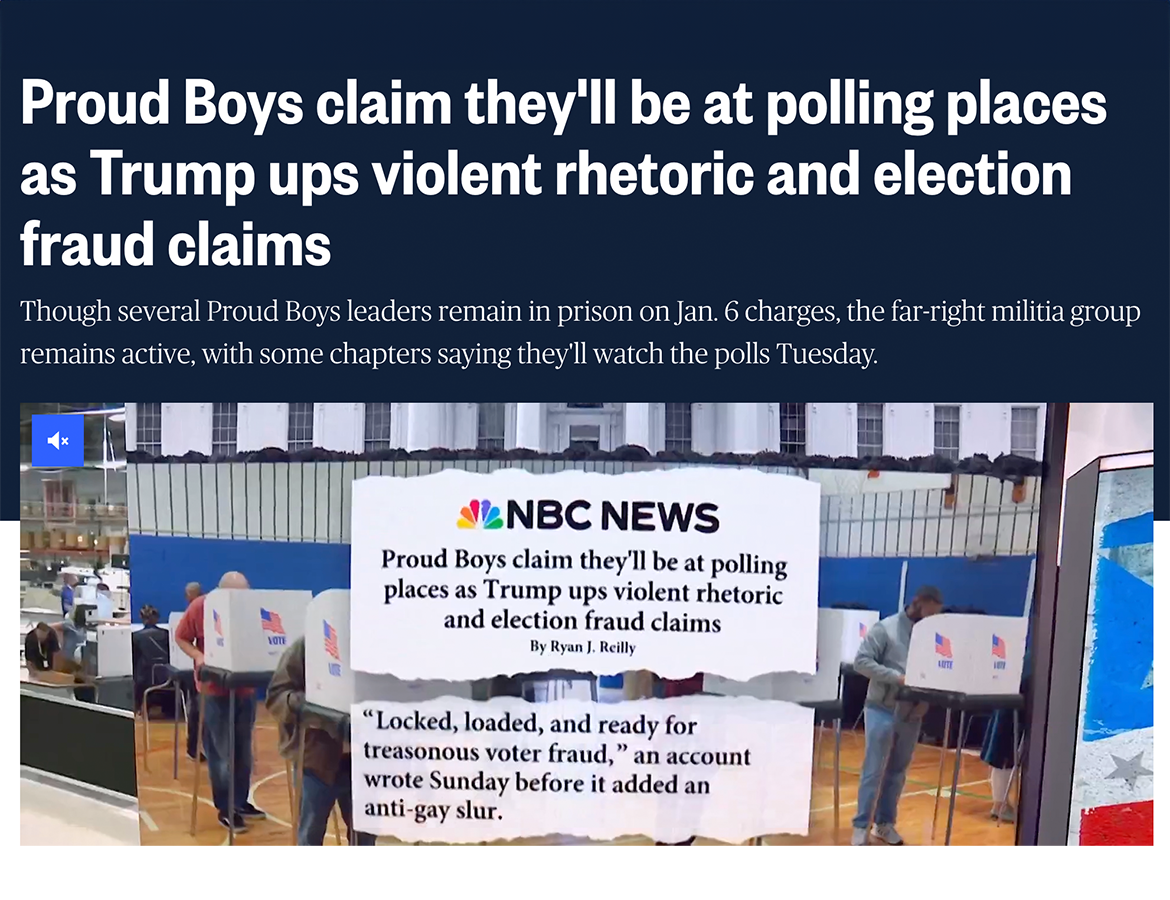 Proud Boys claim they'll be at polling places
as Trump ups violent rhetoric and election
fraud claims
Though several Proud Boys leaders remain in prison on Jan. 6 charges, the far-right militia group
remains active, with some chapters saying they'll watch the polls Tuesday.
NBC NEWS
Proud Boys claim they'll be at polling
places as Trump ups violent rhetoric
and election fraud claims
By Ryan J. Reilly
“Locked, loaded, and ready for
treasonous voter fraud,” an account
wrote Sunday before it added an
anti-gay slur.
VOTE
VOTE
VOTE
VOTE